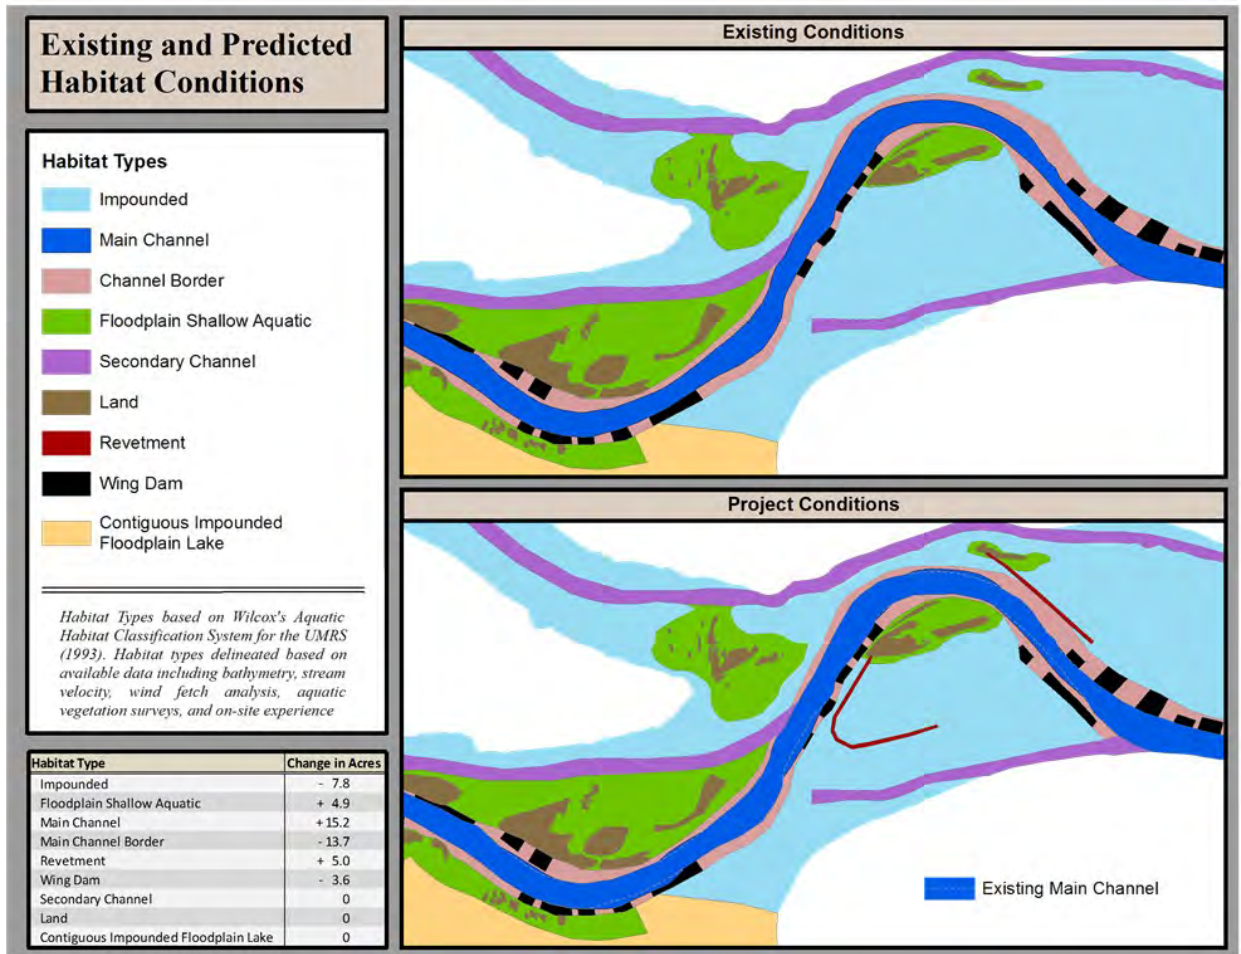 Existing and Predicted
Habitat Conditions
Habitat Types
Impounded
Main Channel
Channel Border
Floodplain Shallow Aquatic
Secondary Channel
Land
Revetment
Wing Dam
Contiguous Impounded
Floodplain Lake
Habitat Types based on Wilcox's Aquatic
Habitat Classification System for the UMRS
(1993). Habitat types delineated based on
available data including bathymetry, stream
velocity, wind fetch analysis, aquatic
vegetation surveys, and on-site experience
Habitat Type Change in Acres
Impounded - 7.8
Floodplain Shallow Aquatic + 4.9
Main Channel +15.2
Main Channel Border - 13.7
Revetment + 5.0
Wing Dam - 3.6
Secondary Channel 0
Land 0
Contiguous Impounded Floodplain Lake 0
Existing Conditions
Project Conditions
Existing Main Channel